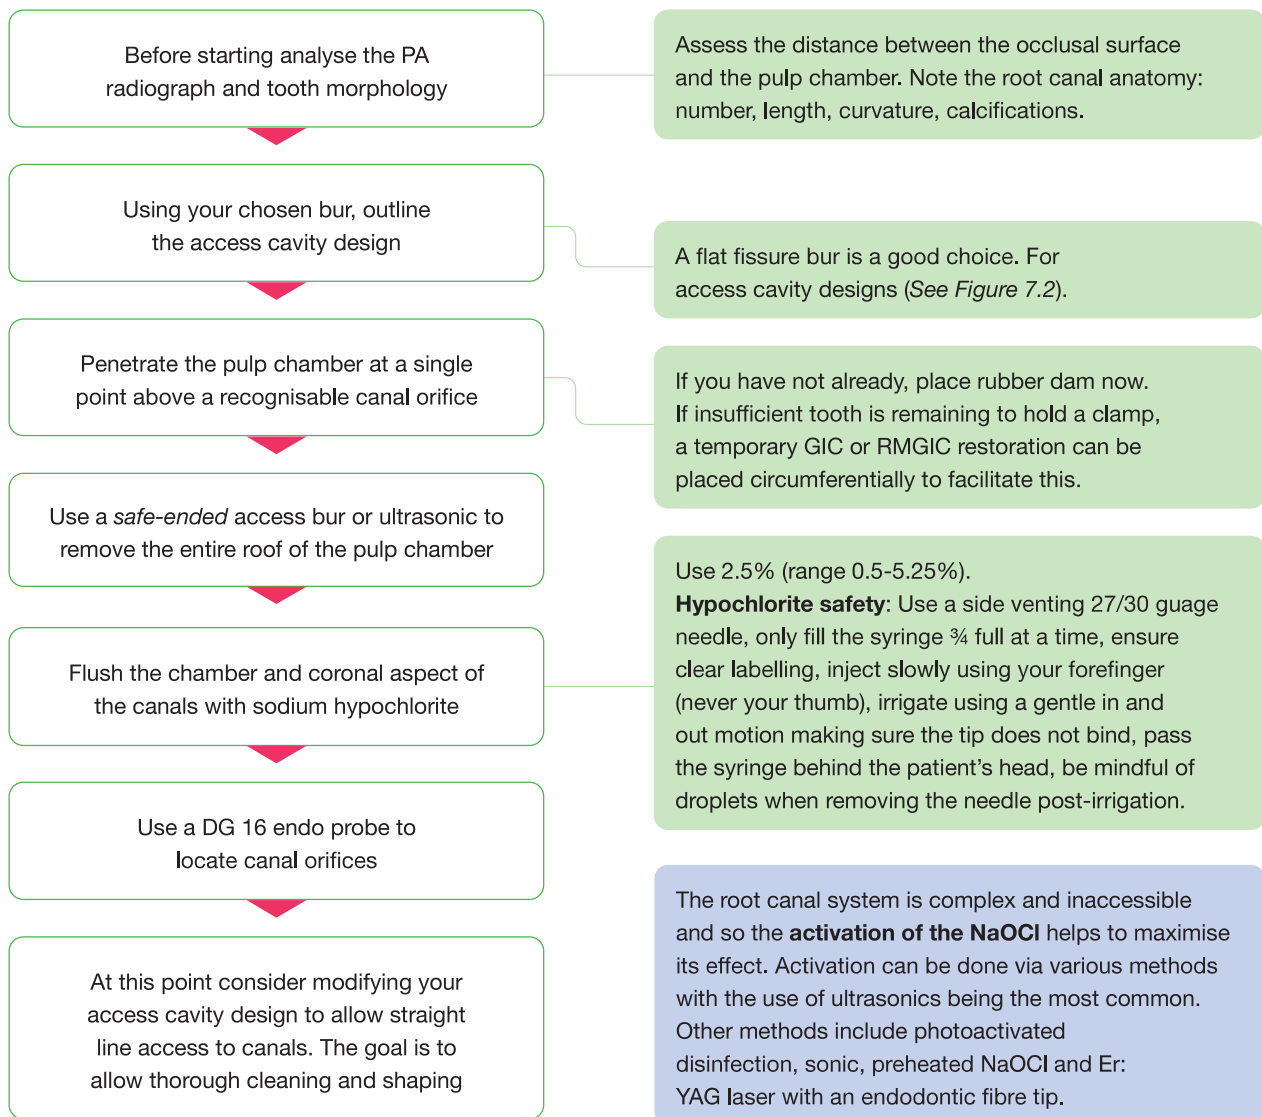 Before starting analyse the PA
radiograph and tooth morphology
Assess the distance between the occlusal surface
and the pulp chamber. Note the root canal anatomy:
number, length, curvature, calcifications.
Using your chosen bur, outline
the access cavity design
A flat fissure bur is a good choice. For
access cavity designs (See Figure 7.2).
Penetrate the pulp chamber at a single
point above a recognisable canal orifice
If you have not already, place rubber dam now.
If insufficient tooth is remaining to hold a clamp,
a temporary GIC or RMGIC restoration can be
placed circumferentially to facilitate this.
Use a safe-ended access bur or ultrasonic to
remove the entire roof of the pulp chamber
Flush the chamber and coronal aspect of
the canals with sodium hypochlorite
Use 2.5% (range 0.5-5.25%).
Hypochlorite safety: Use a side venting 27/30 guage
needle, only fill the syringe ¾ full at a time, ensure
clear labelling, inject slowly using your forefinger
(never your thumb), irrigate using a gentle in and
out motion making sure the tip does not bind, pass
the syringe behind the patient’s head, be mindful of
droplets when removing the needle post-irrigation.
Use a DG 16 endo probe to
locate canal orifices
At this point consider modifying your
access cavity design to allow straight
line access to canals. The goal is to
allow thorough cleaning and shaping
The root canal system is complex and inaccessible
and so the activation of the NaOCl helps to maximise
its effect. Activation can be done via various methods
with the use of ultrasonics being the most common.
Other methods include photoactivated
disinfection, sonic, preheated NaOCl and Er:
YAG laser with an endodontic fibre tip.